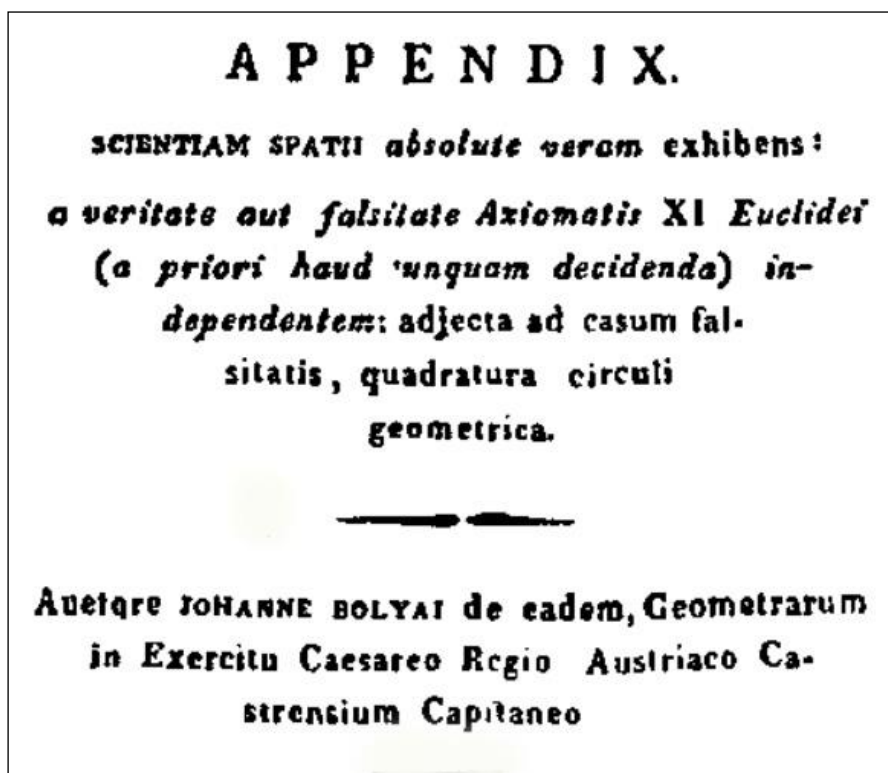 APPENDIX.
SCIENTIAM SPATII absolute veram exhibens:
a veritate aut falsitate Axiomatis XI Euclidei
(a priori haud unquam decidenda) in-
dependentem: adjecta ad casum fal-
sitatis, quadratura circuli
geometrica.
Auctore JOHANNE BOLYAI de eadem, Geometrarum
in Exercitu Caesareo Regio Austriaco Ca-
strensium Capitaneo